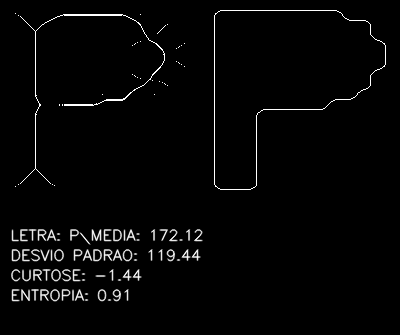 P P
LETRA: P\MEDIA: 172.12
DESVIO PADRAO: 119.44
CURTOSE: -1.44
ENTROPIA: 0.91